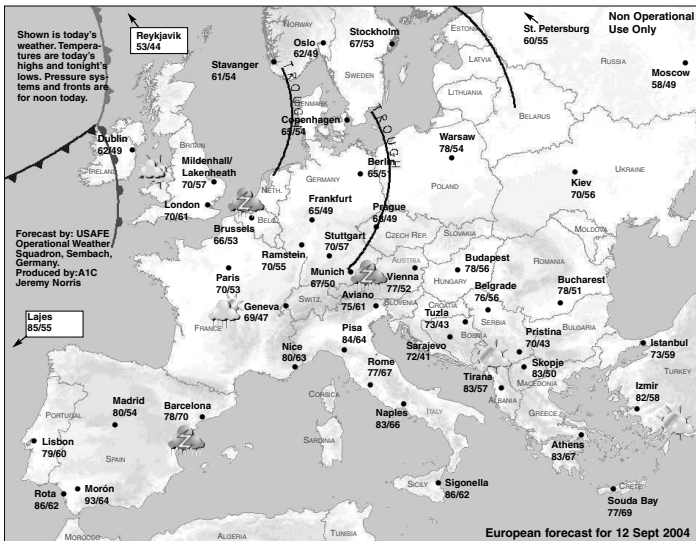 Shown is today's
weather. Tempera-
tures are today's
highs and tonight's
lows. Pressure sys-
tems and fronts are
for noon today.
Reykjavik
53/44
NORWAY
Oslo
62/49
Stockholm
67/53
ESTONIA
St. Petersburg
60/55
Non Operational
Use Only
Stavanger
61/54
SWEDEN
LATVIA
RUSSIA
Moscow
58/49
TROUGH
LITHUANIA
DENMARK
Copenhagen
65/54
TROUGH
BELARUS
Dublin
62/49
IRELAND
BRITAIN
Mildenhall/
Lakenheath
70/57
London
70/61
NETH.
GERMANY
Berlin
65/51
Warsaw
78/54
POLAND
Kiev
70/56
UKRAINE
Brussels
66/53
BELG.
Frankfurt
65/49
Prague
68/49
CZECH REP.
SLOVAKIA
MOLDOVA
Forecast by: USAFE
Operational Weather
Squadron, Sembach,
Germany.
Produced by:A1C
Jeremy Norris
Ramstein
70/55
Stuttgart
70/57
Paris
70/53
Munich
67/50
AUSTRIA
Vienna
77/52
Budapest
78/56
HUNGARY
ROMANIA
Bucharest
78/51
Geneva
69/47
SWITZ.
Aviano
75/61
SLOVENIA
CROATIA
Belgrade
76/56
FRANCE
Lajes
85/55
Pisa
84/64
Tuzla
73/43
BOSNIA
SERBIA
Sarajevo
72/41
Pristina
70/43
BULGARIA
Istanbul
73/59
Nice
80/63
Rome
77/67
Skopje
83/50
MACEDONIA
Tirana
83/57
ALBANIA
TURKEY
Izmir
82/58
CORSICA
ITALY
Naples
83/66
GREECE
Madrid
80/54
Barcelona
78/70
PORTUGAL
Lisbon
79/60
SPAIN
SARDINIA
Athens
83/67
Rota
86/62
Morón
93/64
SICILY
Sigonella
86/62
CRETE
Souda Bay
77/69
MOROCCO
ALGERIA
TUNISIA
European forecast for 12 Sept 2004